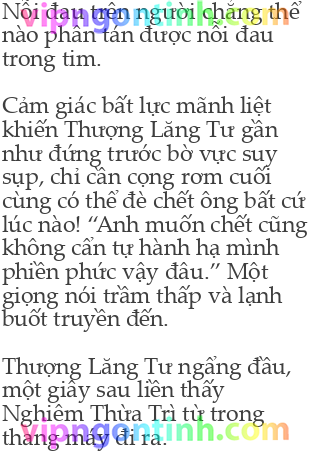 Nỗi đau trên người chẳng thể
nào phân tán được nỗi đau
trong tim.
Cảm giác bất lực mãnh liệt
khiến Thượng Lăng Tư gần
như đứng trước bờ vực suy
sụp, chỉ cần cọng rơm cuối
cùng có thể đè chết ông bất cứ
lúc nào! “Anh muốn chết cũng
không cẩn tự hành hạ mình
phiền phức vậy đâu.” Một
giọng nói trầm thấp và lạnh
buốt truyền đến.
Thượng Lăng Tư ngẩng đầu,
một giây sau liền thấy
Nghiêm Thừa Trì từ trong
thang máy đi ra.
vipngontinh.com
vipngontinh.com